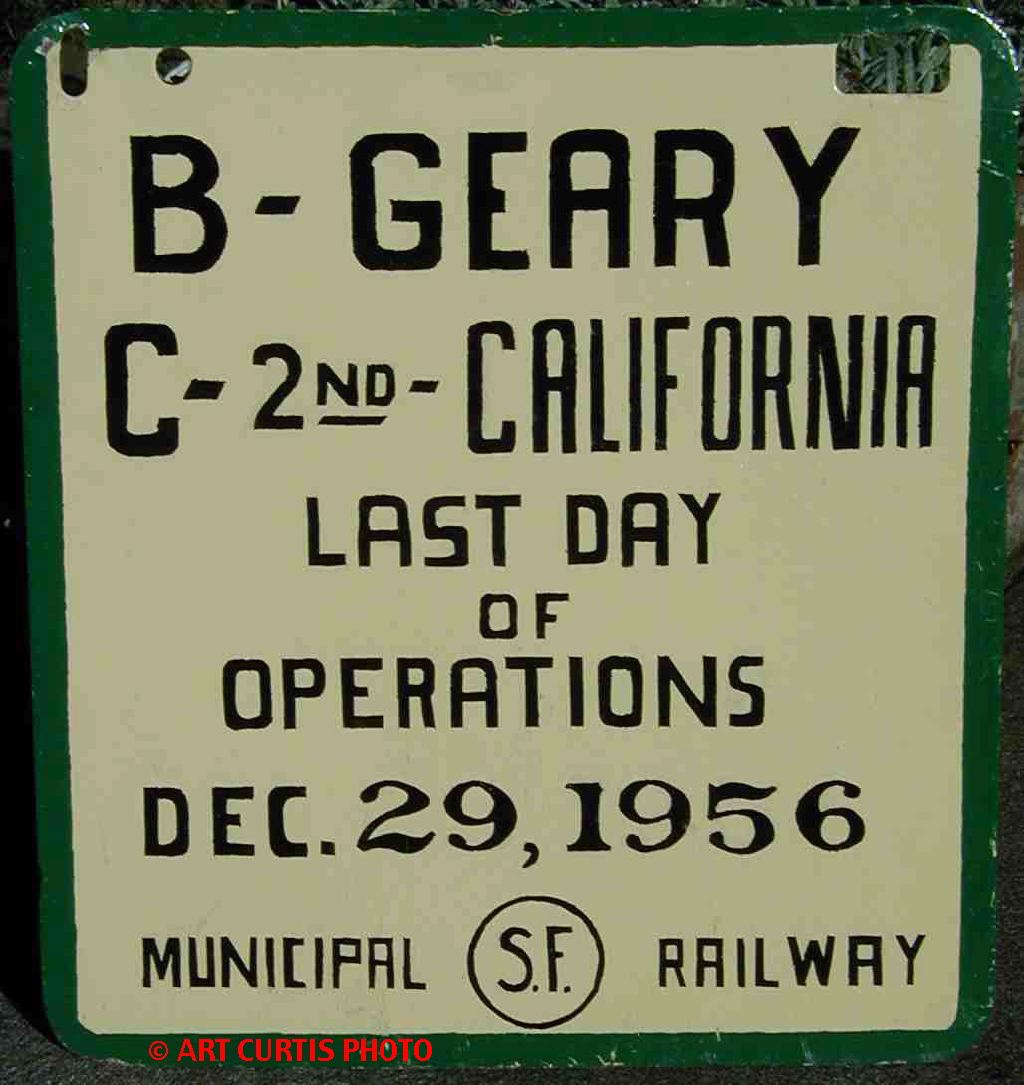 B - GEARY
C - 2ND - CALIFORNIA
LAST DAY
OF
OPERATIONS
DEC. 29, 1956
MUNICIPAL S.F. RAILWAY
© ART CURTIS PHOTO